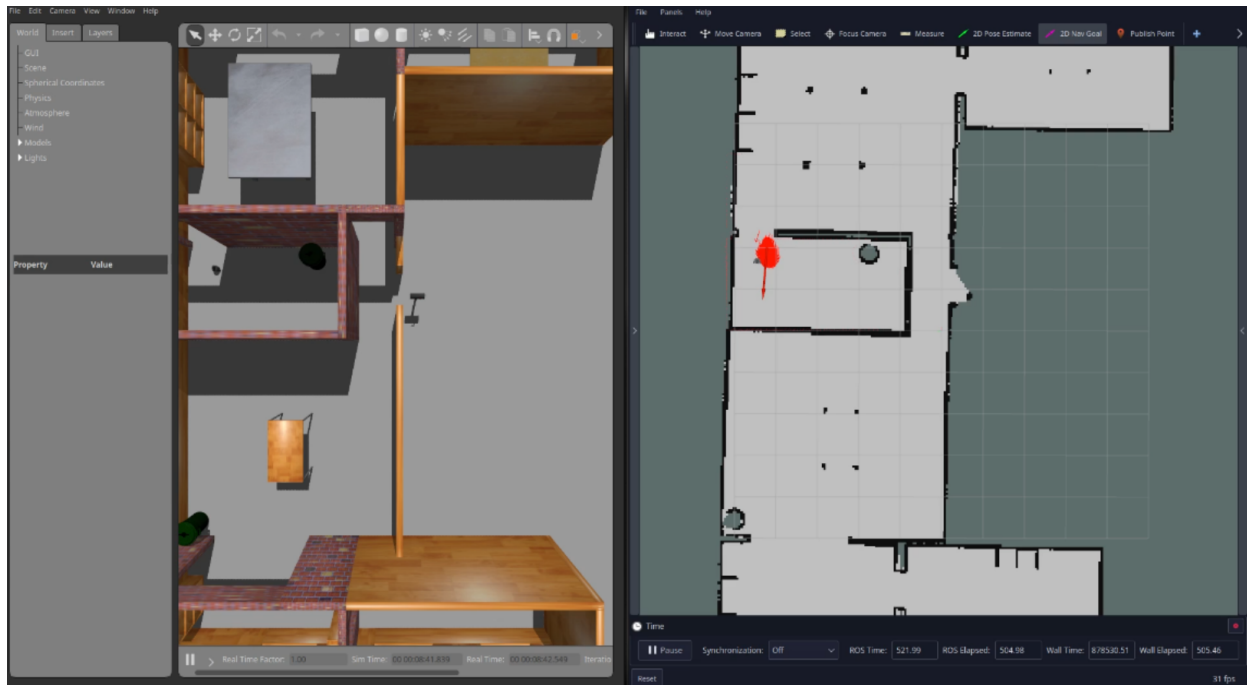 File Edit Camera View Window Help
World Insert Layers
GUI
Scene
Spherical Coordinates
Physics
Atmosphere
Wind
Models
Lights
Property Value
Real Time Factor: 1.00 Sim Time: 00 00:08:41.839 Real Time: 00 00:08:42.549 Iteratio
File Panels Help
Interact Move Camera Select Focus Camera Measure 2D Pose Estimate 2D Nav Goal Publish Point
Time
Pause Synchronization: Off ROS Time: 521.99 ROS Elapsed: 504.98 Wall Time: 878530.51 Wall Elapsed: 505.46
Reset 31 fps